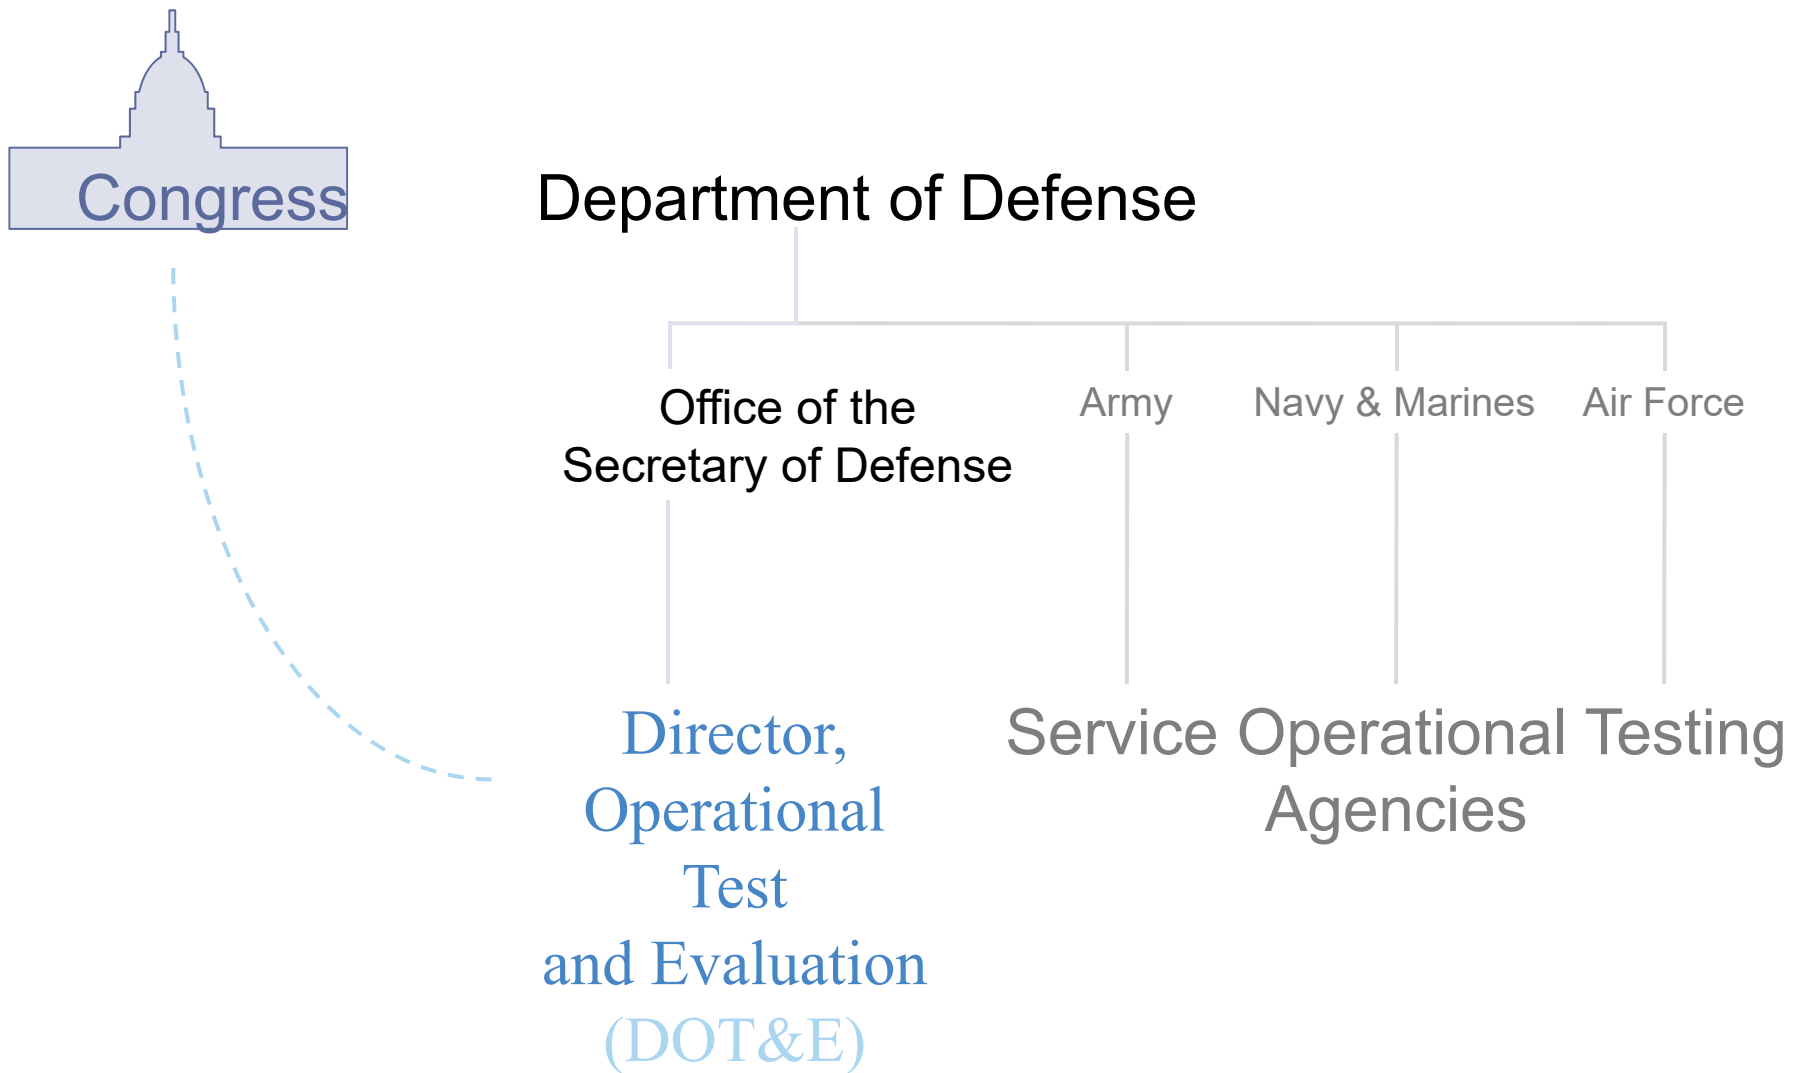 Congress
Department of Defense
Office of the
Secretary of Defense
Army
Navy & Marines
Air Force
Director,
Operational
Test
and Evaluation
(DOT&E)
Service Operational Testing
Agencies